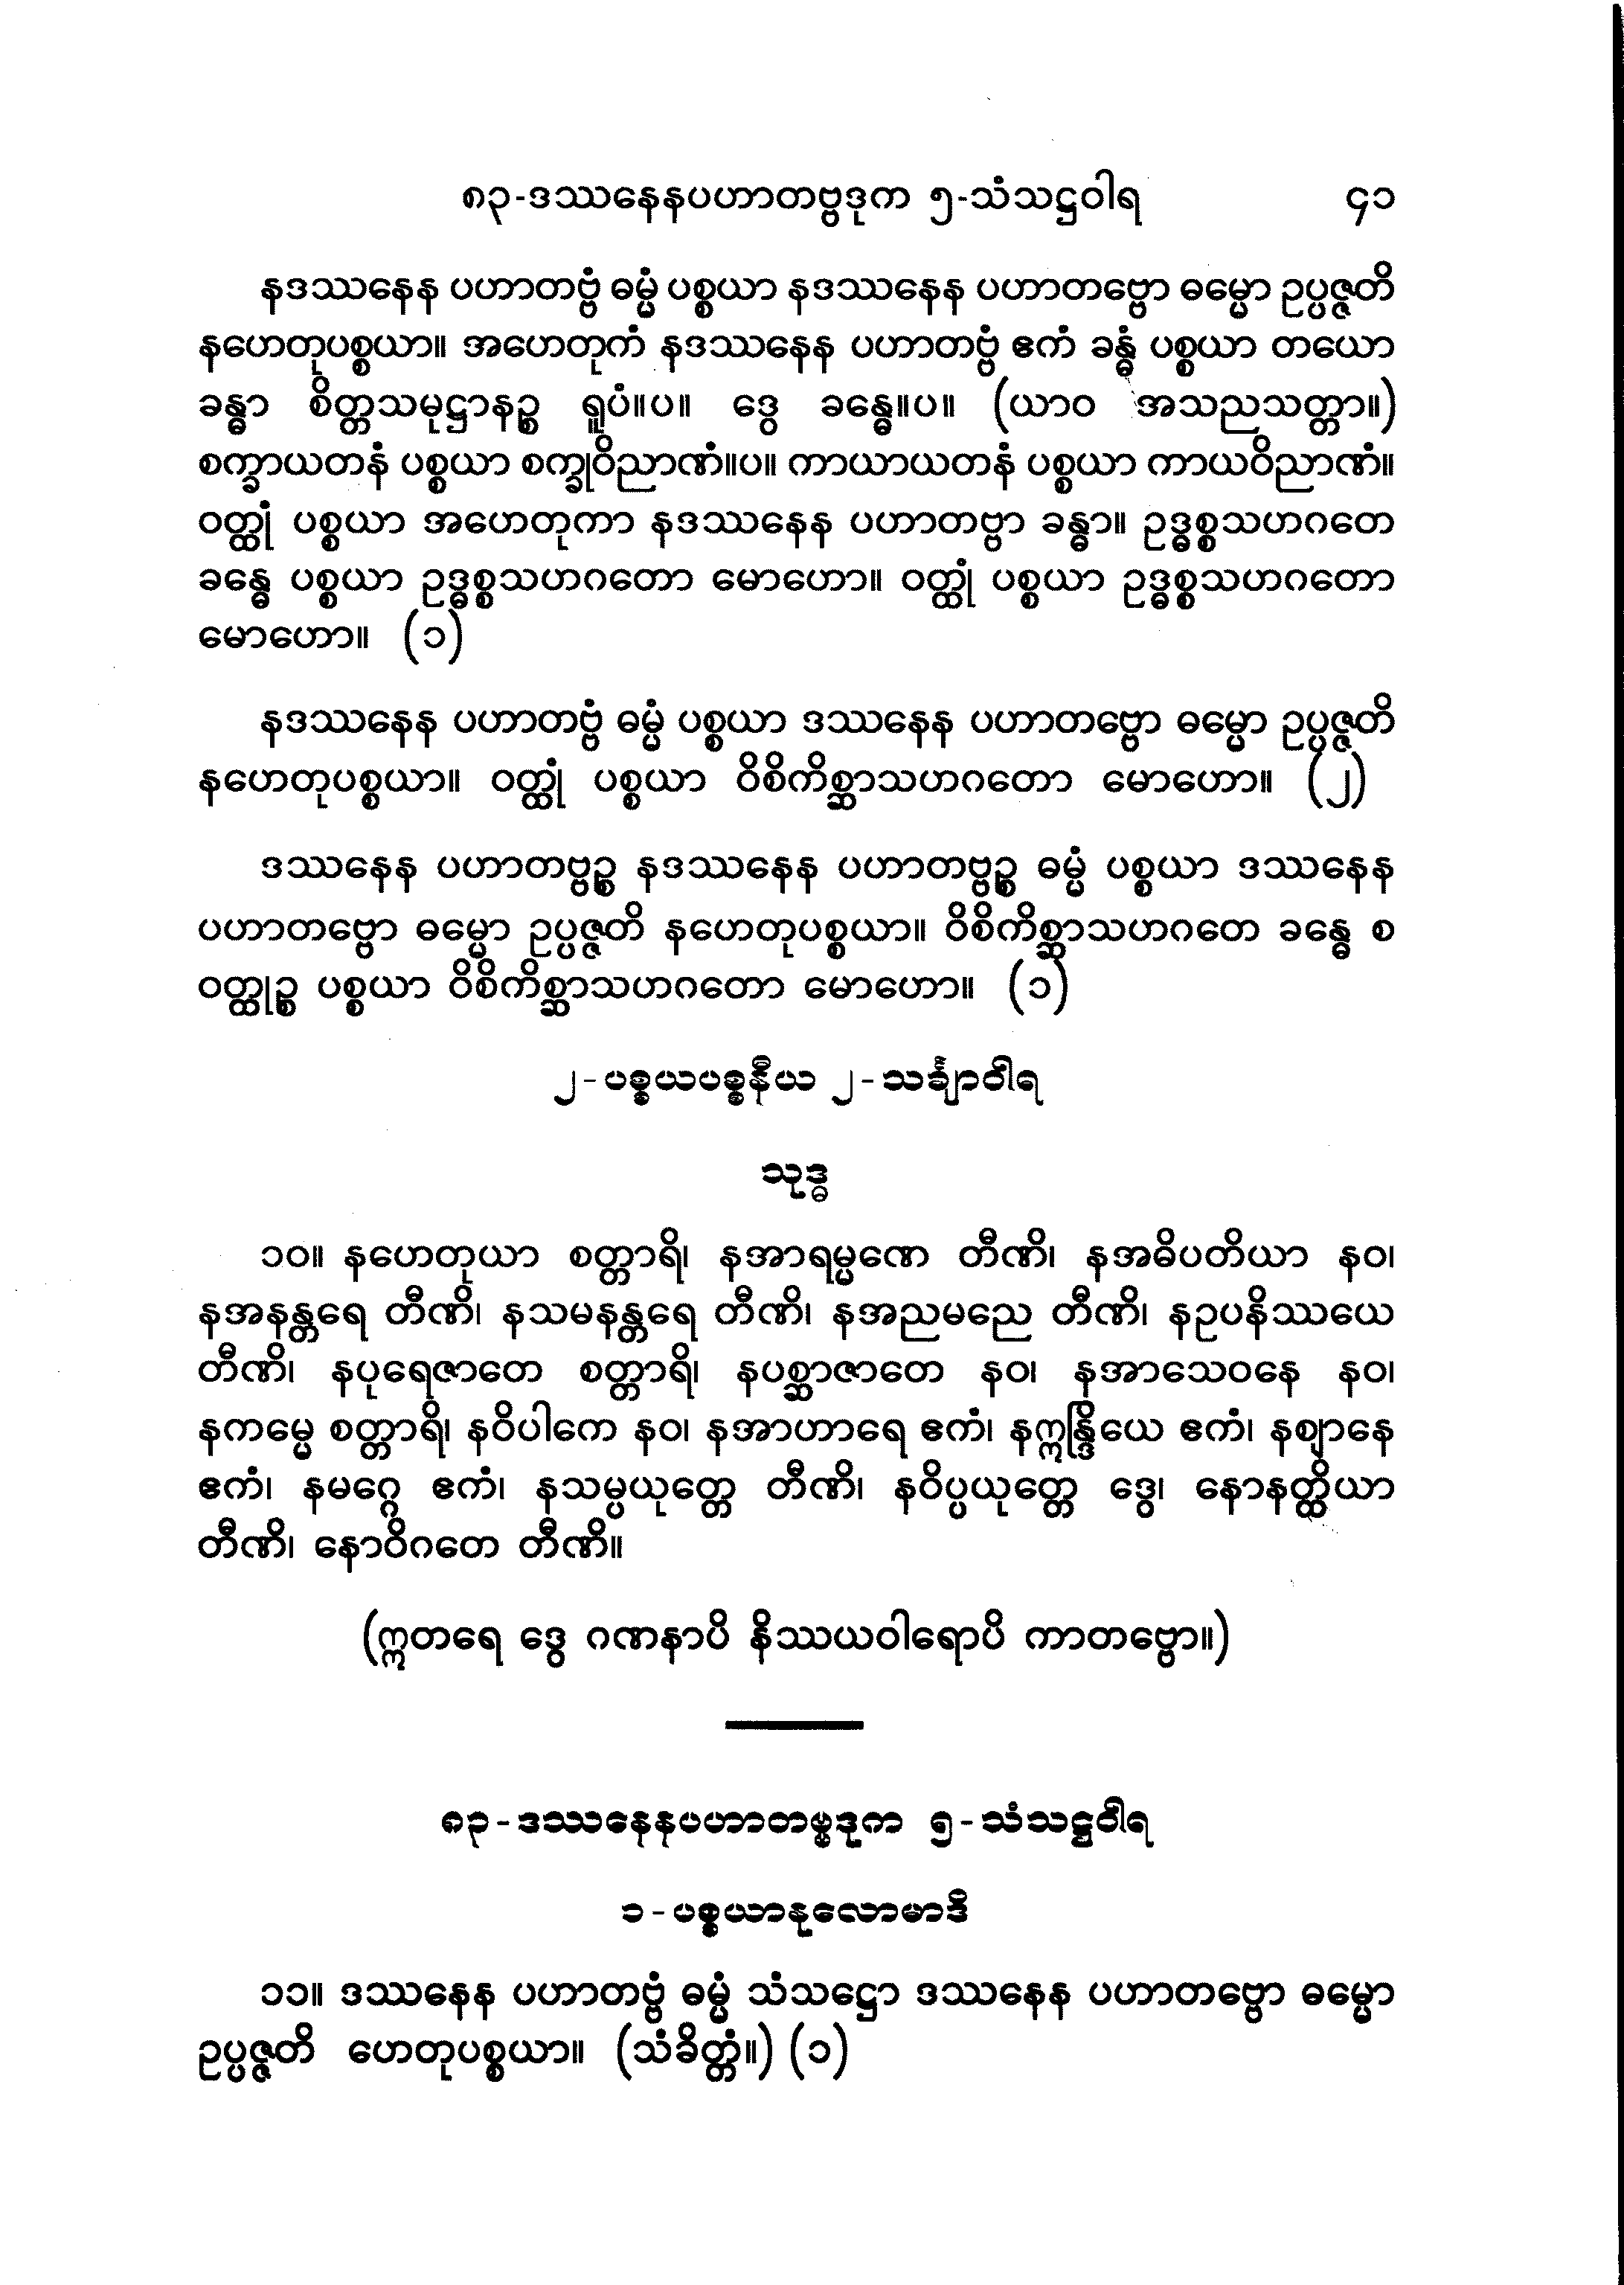 ၈၃-ဒဿနေနပဟာတဗ္ဗဒုက ၅-သံသဋ္ဌဝါရ ၄၁
နဒဿနေန ပဟာတဗ္ဗံ ဓမ္မံ ပစ္စယာ နဒဿနေန ပဟာတဗ္ဗော ဓမ္မော ဥပ္ပဇ္ဇတိ
နဟေတုပစ္စယာ။ အဟေတုကံ နဒဿနေန ပဟာတဗ္ဗံ ဧကံ ခန္ဓံ ပစ္စယာ တယော
ခန္ဓာ စိတ္တသမုဋ္ဌာနဉ္စ ရူပံ။ပ။ ဒွေ ခန္ဓေ။ပ။ (ယာဝ အသညသတ္တာ။)
စက္ခာယတနံ ပစ္စယာ စက္ခုဝိညာဏံ။ပ။ ကာယာယတနံ ပစ္စယာ ကာယဝိညာဏံ။
ဝတ္ထုံ ပစ္စယာ အဟေတုကာ နဒဿနေန ပဟာတဗ္ဗာ ခန္ဓာ။ ဥဒ္ဓစ္စသဟဂတေ
ခန္ဓေ ပစ္စယာ ဥဒ္ဓစ္စသဟဂတော မောဟော။ ဝတ္ထုံ ပစ္စယာ ဥဒ္ဓစ္စသဟဂတော
မောဟော။ (၁)
နဒဿနေန ပဟာတဗ္ဗံ ဓမ္မံ ပစ္စယာ ဒဿနေန ပဟာတဗ္ဗော ဓမ္မော ဥပ္ပဇ္ဇတိ
နဟေတုပစ္စယာ။ ဝတ္ထုံ ပစ္စယာ ဝိစိကိစ္ဆာသဟဂတော မောဟော။ (၂)
ဒဿနေန ပဟာတဗ္ဗဉ္စ နဒဿနေန ပဟာတဗ္ဗဉ္စ ဓမ္မံ ပစ္စယာ ဒဿနေန
ပဟာတဗ္ဗော ဓမ္မော ဥပ္ပဇ္ဇတိ နဟေတုပစ္စယာ။ ဝိစိကိစ္ဆာသဟဂတေ ခန္ဓေ စ
ဝတ္ထုဉ္စ ပစ္စယာ ဝိစိကိစ္ဆာသဟဂတော မောဟော။ (၁)
၂-ပစ္စယပစ္စနီယ ၂-သင်္ချာဝါရ
သုဒ္ဓ
၁၀။ နဟေတုယာ စတ္တာရိ၊ နအာရမ္မဏေ တီဏိ၊ နအဓိပတိယာ နဝ၊
နအနန္တရေ တီဏိ၊ နသမနန္တရေ တီဏိ၊ နအညမညေ တီဏိ၊ နဥပနိဿယေ
တီဏိ၊ နပုရေဇာတေ စတ္တာရိ၊ နပစ္ဆာဇာတေ နဝ၊ နအာသေဝနေ နဝ၊
နကမ္မေ စတ္တာရိ၊ နဝိပါကေ နဝ၊ နအာဟာရေ ဧကံ၊ နဣန္ဒြိယေ ဧကံ၊ နဈာနေ
ဧကံ၊ နမဂ္ဂေ ဧကံ၊ နသမ္ပယုတ္တေ တီဏိ၊ နဝိပ္ပယုတ္တေ ဒွေ၊ နောနတ္ထိယာ
တီဏိ၊ နောဝိဂတေ တီဏိ။
(ဣတရေ ဒွေ ဂဏနာပိ နိဿယဝါရောပိ ကာတဗ္ဗော။)
၈၃-ဒဿနေနပဟာတဗ္ဗဒုက ၅-သံသဋ္ဌဝါရ
၁-ပစ္စယာနုလောမာဒိ
၁၁။ ဒဿနေန ပဟာတဗ္ဗံ ဓမ္မံ သံသဋ္ဌော ဒဿနေန ပဟာတဗ္ဗော ဓမ္မော
ဥပ္ပဇ္ဇတိ ဟေတုပစ္စယာ။ (သံခိတ္တံ။) (၁)